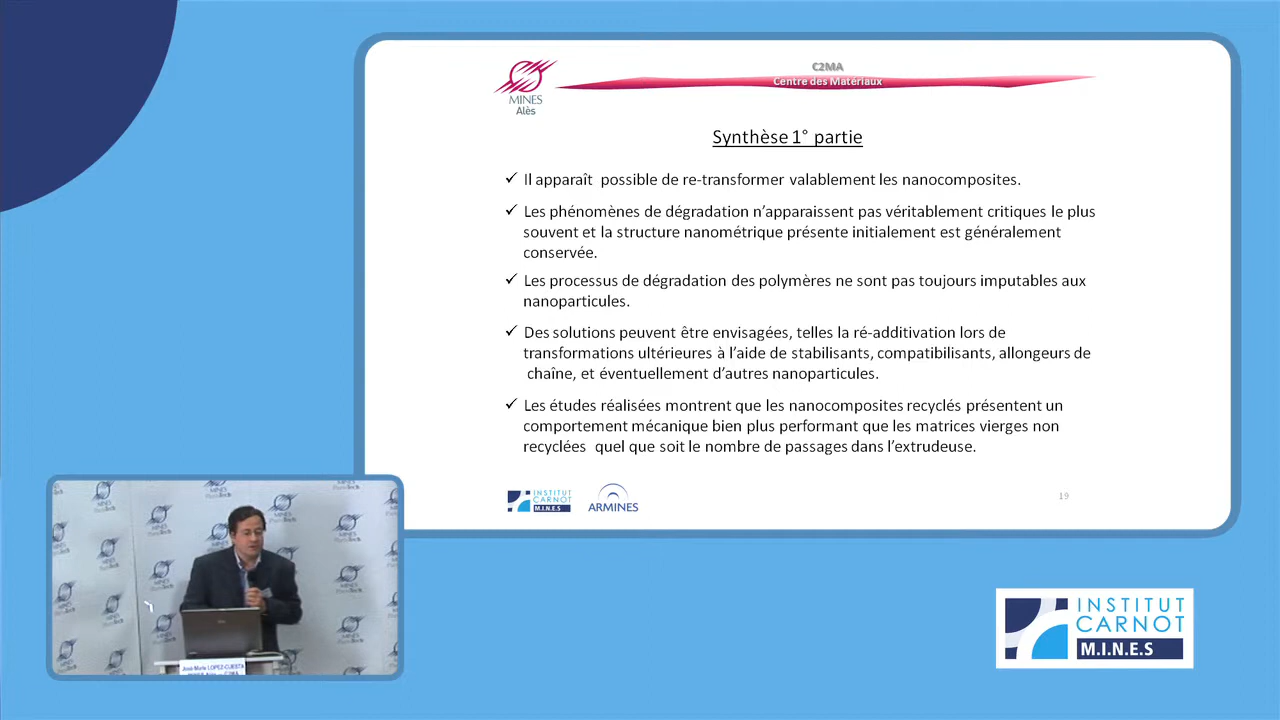 MINES
Alès
C2MA
Centre des Matériaux
Synthèse 1° partie
✓ Il apparaît possible de re-transformer valablement les nanocomposites.
✓ Les phénomènes de dégradation n’apparaissent pas véritablement critiques le plus
souvent et la structure nanométrique présente initialement est généralement
conservée.
✓ Les processus de dégradation des polymères ne sont pas toujours imputables aux
nanoparticules.
✓ Des solutions peuvent être envisagées, telles la ré-additivation lors de
transformations ultérieures à l’aide de stabilisants, compatibilisants, allongeurs de
chaîne, et éventuellement d’autres nanoparticules.
✓ Les études réalisées montrent que les nanocomposites recyclés présentent un
comportement mécanique bien plus performant que les matrices vierges non
recyclées quel que soit le nombre de passages dans l’extrudeuse.
INSTITUT
CARNOT
M.I.N.E.S
ARMINES
19
José-Marie LOPEZ-CUESTA
INSTITUT
CARNOT
M.I.N.E.S